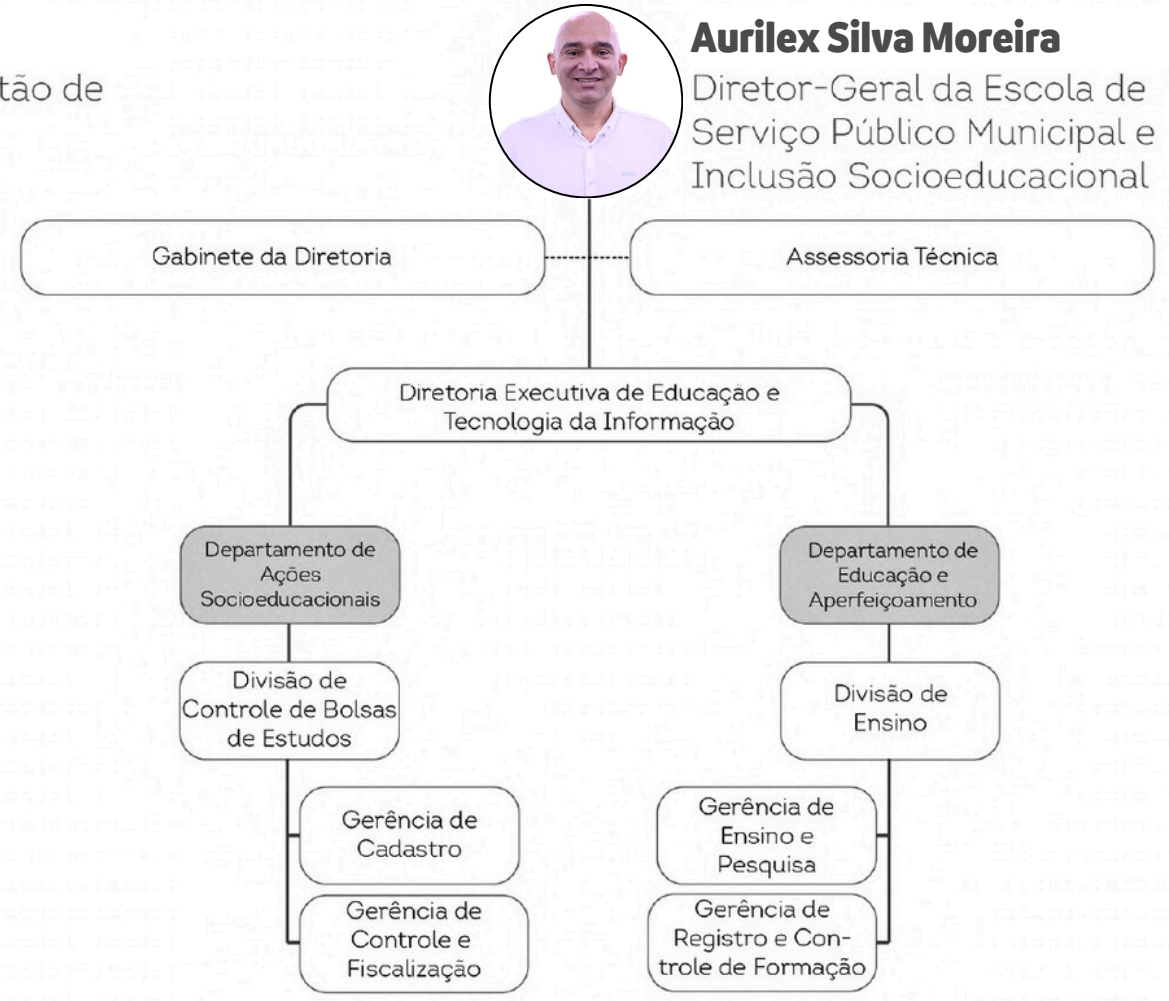 Aurilex Silva Moreira
tão de
Diretor-Geral da Escola de
Serviço Público Municipal e
Inclusão Socioeducacional
Gabinete da Diretoria
Assessoria Técnica
Diretoria Executiva de Educação e
Tecnologia da Informação
Departamento de
Ações
Socioeducacionais
Departamento de
Educação e
Aperfeiçoamento
Divisão de
Controle de Bolsas
de Estudos
Divisão de
Ensino
Gerência de
Cadastro
Gerência de
Ensino e
Pesquisa
Gerência de
Controle e
Fiscalização
Gerência de
Registro e Con-
trole de Formação